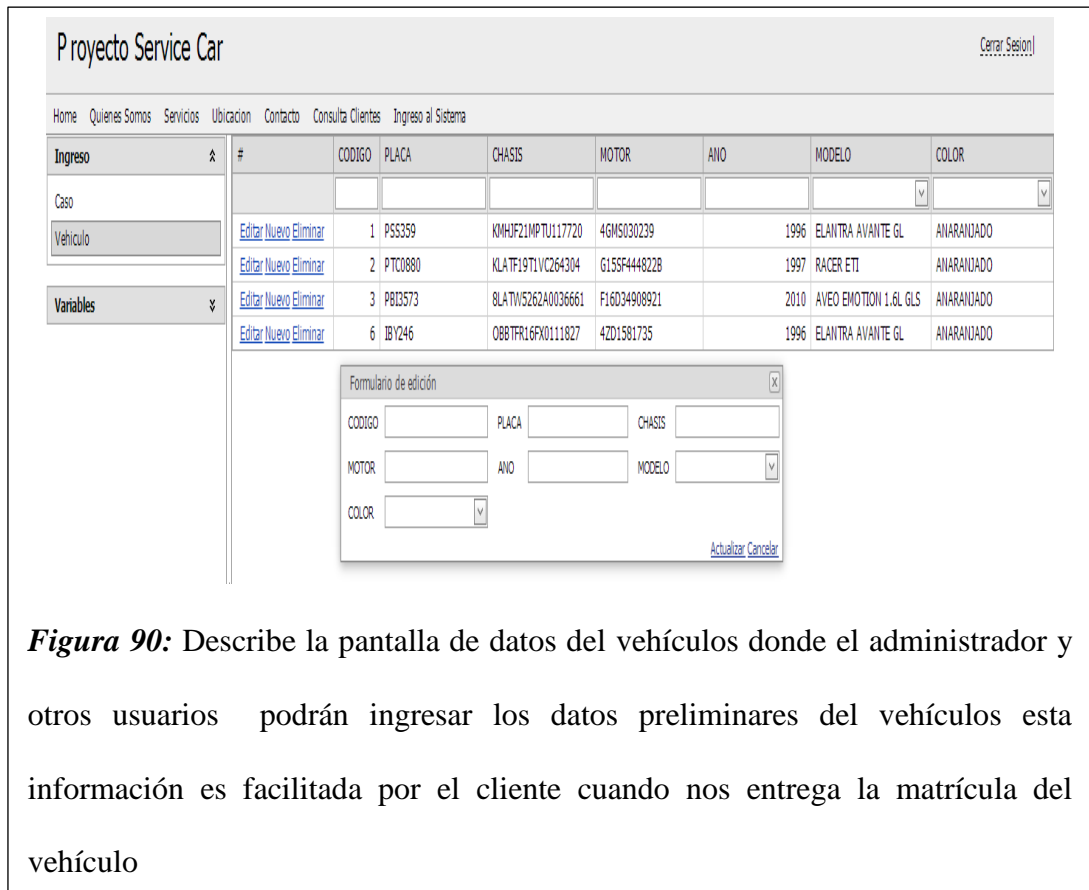 Proyecto Service Car
Cerrar Sesion
Home Quienes Somos Servicios Ubicacion Contacto Consulta Clientes Ingreso al Sistema
Ingreso
Caso
Vehiculo
Variables
# CODIGO PLACA CHASIS MOTOR ANO MODELO COLOR
Editar Nuevo Eliminar 1 PSS359 KMHJF21MPTU117720 4GMS030239 1996 ELANTRA AVANTE GL ANARANJADO
Editar Nuevo Eliminar 2 PTC0880 KLATF19T1VC264304 G15SF444822B 1997 RACER ETI ANARANJADO
Editar Nuevo Eliminar 3 PBI3573 8LATW5262A0036661 F16D34908921 2010 AVEO EMOTION 1.6L GLS ANARANJADO
Editar Nuevo Eliminar 6 IBY246 OBBTFR16FX0111827 4ZD1581735 1996 ELANTRA AVANTE GL ANARANJADO
Formulario de edición
CODIGO PLACA CHASIS
MOTOR ANO MODELO
COLOR
Actualizar Cancelar
Figura 90: Describe la pantalla de datos del vehículos donde el administrador y
otros usuarios podrán ingresar los datos preliminares del vehículos esta
información es facilitada por el cliente cuando nos entrega la matrícula del
vehículo